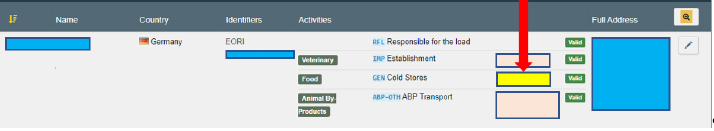 Name Country Identifiers Activities Full Address
Germany EORI RFL Responsible for the load Valid
Veterinary IMP Establishment Valid
Food GEN Cold Stores Valid
Animal By Products ABP-OTH ABP Transport Valid